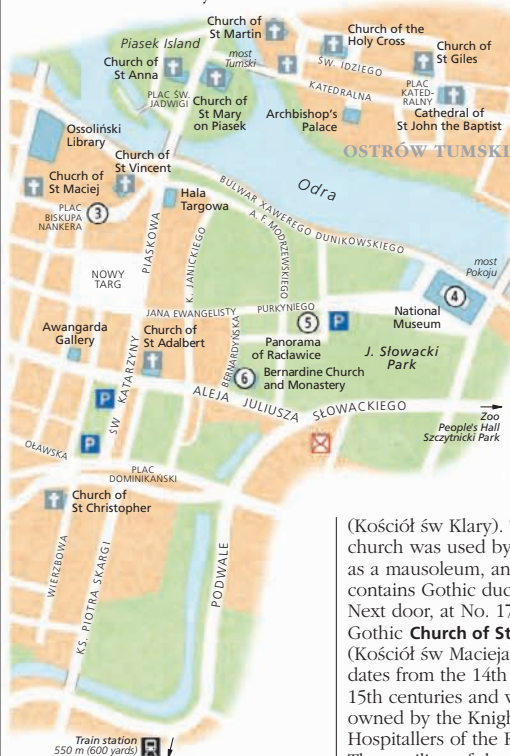 Church of
St Martin
Church of the
Holy Cross
Church of
St Giles
Piasek Island
most
Tumski
Church of
St Anna
ŚW. IDZIEGO
KATEDRALNA
PLAC
KATED-
RALNY
PLAC ŚW.
JADWIGI
Church of
St Mary
on Piasek
Archbishop's
Palace
Cathedral of
St John the Baptist
OSTRÓW TUMSKI
Ossoliński
Library
Church of
St Vincent
Odra
Chucrh of
St Maciej
Hala
Targowa
BULWAR XAWEREGO DUNIKOWSKIEGO
PLAC
BISKUPA
NANKERA
3
PIASKOWA
K. JANICKIEGO
A. F. MODRZEWSKIEGO
most
Pokoju
NOWY
TARG
4
JANA EWANGELISTY
PURKYNIEGO
National
Museum
5
P
Awangarda
Gallery
Church of
St Adalbert
BERNARDYŃSKA
Panorama
of Racławice
J. Słowacki
Park
6
Bernardine Church
and Monastery
ŚW. KATARZYNY
P
ALEJA JULIUSZA SŁOWACKIEGO
Zoo
People's Hall
Szczytnicki Park
P
OŁAWSKA
PLAC
DOMINIKAŃSKI
Church of
St Christopher
WIERZBOWA
KS. PIOTRA SKARGI
PODWALE
Train station
550 m (600 yards)
(Kościół św Klary).
church was used by
as a mausoleum, an
contains Gothic duc
Next door, at No. 17
Gothic Church of St
(Kościół św Macieja
dates from the 14th
15th centuries and w
owned by the Knigh
Hospitallers of the R